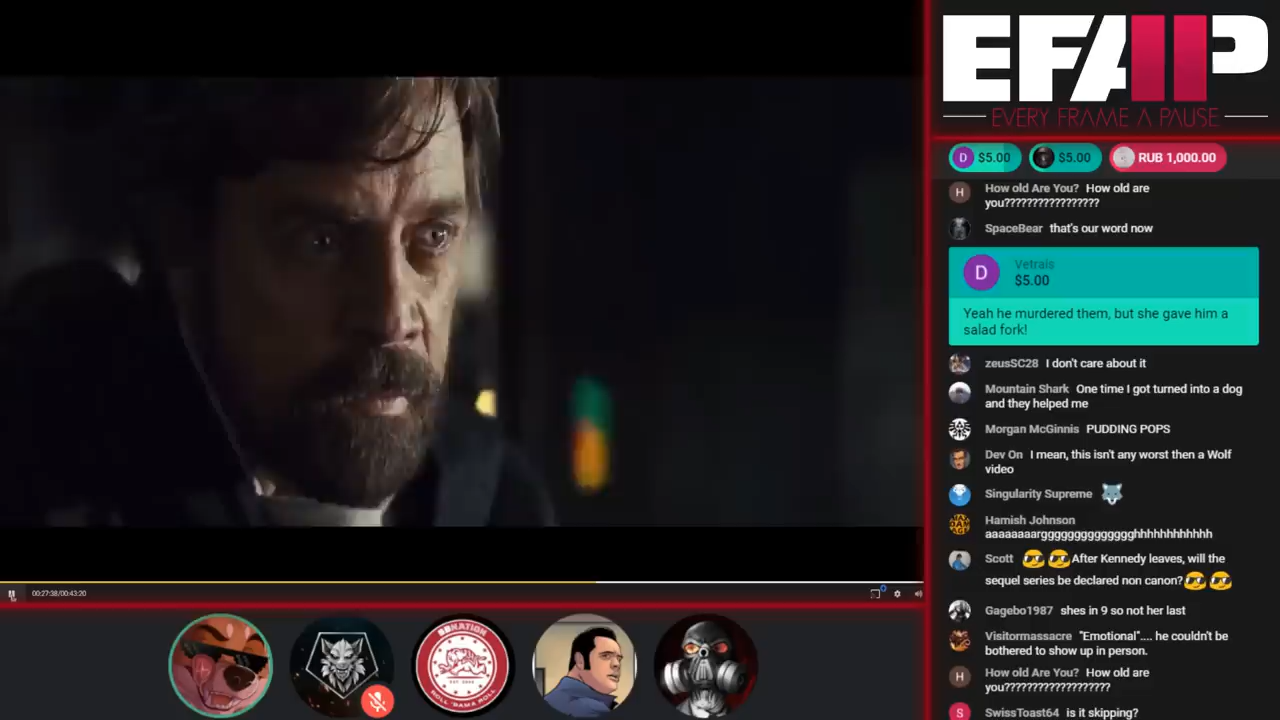 EFAP
EVERY FRAME A PAUSE
D $5.00
$5.00
RUB 1,000.00
H How old Are You? How old are
you?????????????????
SpaceBear that's our word now
D Vetrais
$5.00
Yeah he murdered them, but she gave him a
salad fork!
zeusSC28 I don't care about it
Mountain Shark One time I got turned into a dog
and they helped me
Morgan McGinnis PUDDING POPS
Dev On I mean, this isn't any worst then a Wolf
video
Singularity Supreme
Hamish Johnson
aaaaaaaarggggggggggggghhhhhhhhhhhh
Scott After Kennedy leaves, will the
sequel series be declared non canon?
Gagebo1987 shes in 9 so not her last
Visitormassacre "Emotional".... he couldn't be
bothered to show up in person.
H How old Are You? How old are
you???????????????????
S SwissToast64 is it skipping?
00:27:38/00:43:20
BBNATION
ROLL 'DAMA ROLL